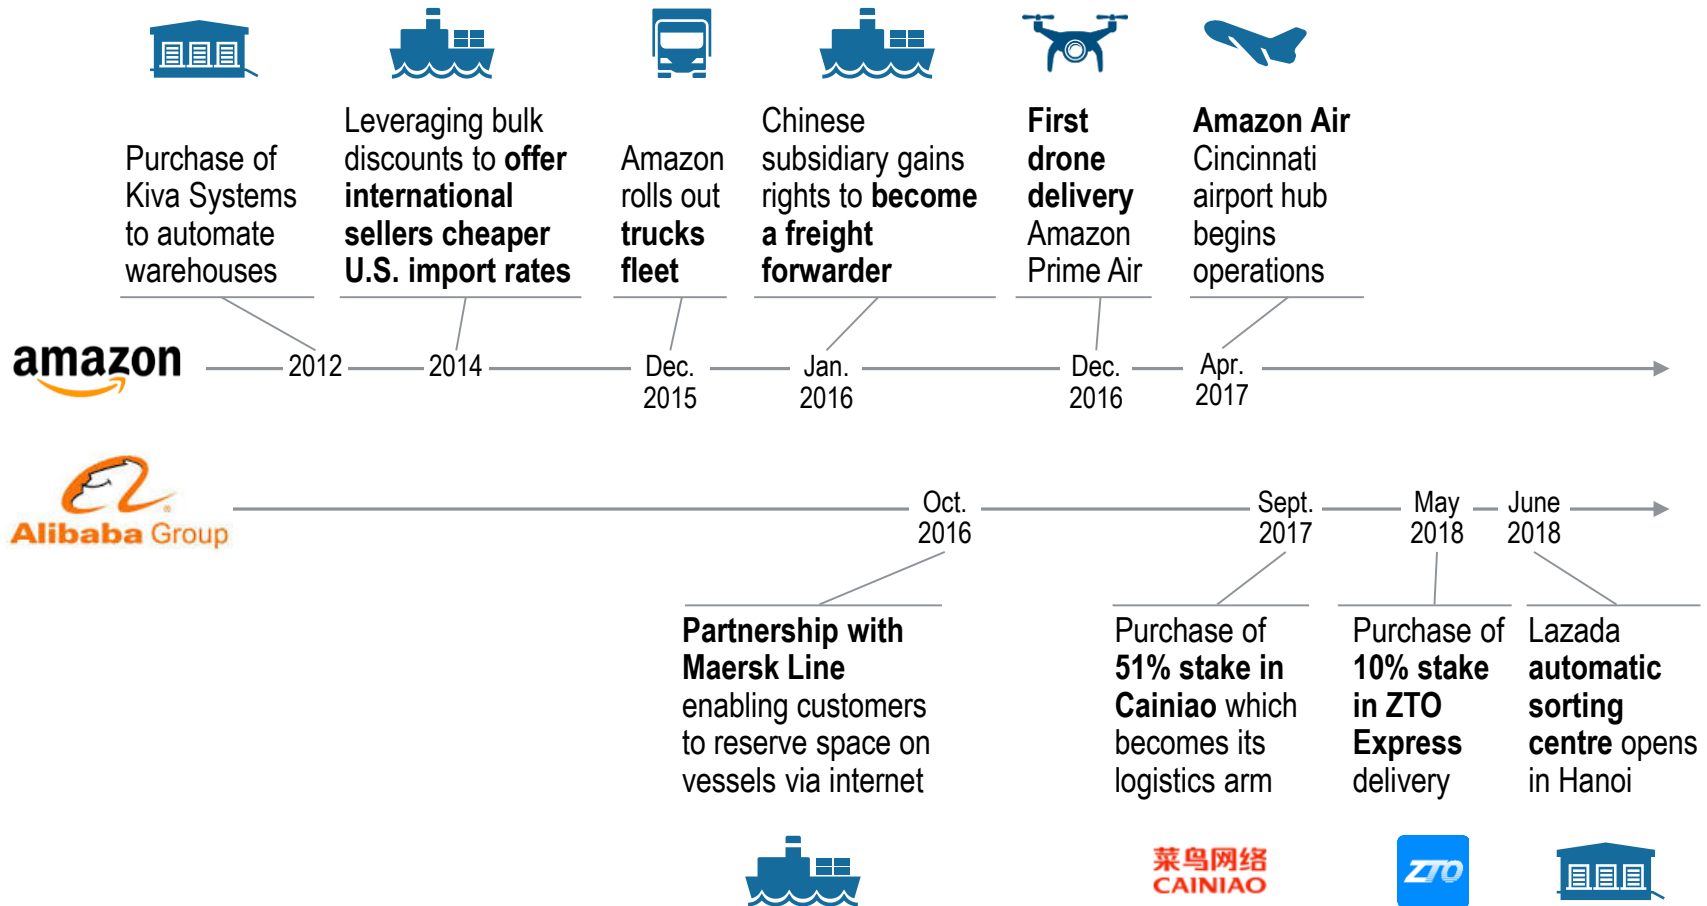 Purchase of
Kiva Systems
to automate
warehouses
Leveraging bulk
discounts to offer
international
sellers cheaper
U.S. import rates
Amazon
rolls out
trucks
fleet
Chinese
subsidiary gains
rights to become
a freight
forwarder
First
drone
delivery
Amazon
Prime Air
Amazon Air
Cincinnati
airport hub
begins
operations
amazon
2012
2014
Dec.
2015
Jan.
2016
Dec.
2016
Apr.
2017
Alibaba Group
Oct.
2016
Sept.
2017
May
2018
June
2018
Partnership with
Maersk Line
enabling customers
to reserve space on
vessels via internet
Purchase of
51% stake in
Cainiao which
becomes its
logistics arm
Purchase of
10% stake
in ZTO
Express
delivery
Lazada
automatic
sorting
centre opens
in Hanoi
菜鸟网络
CAINIAO
ZTO